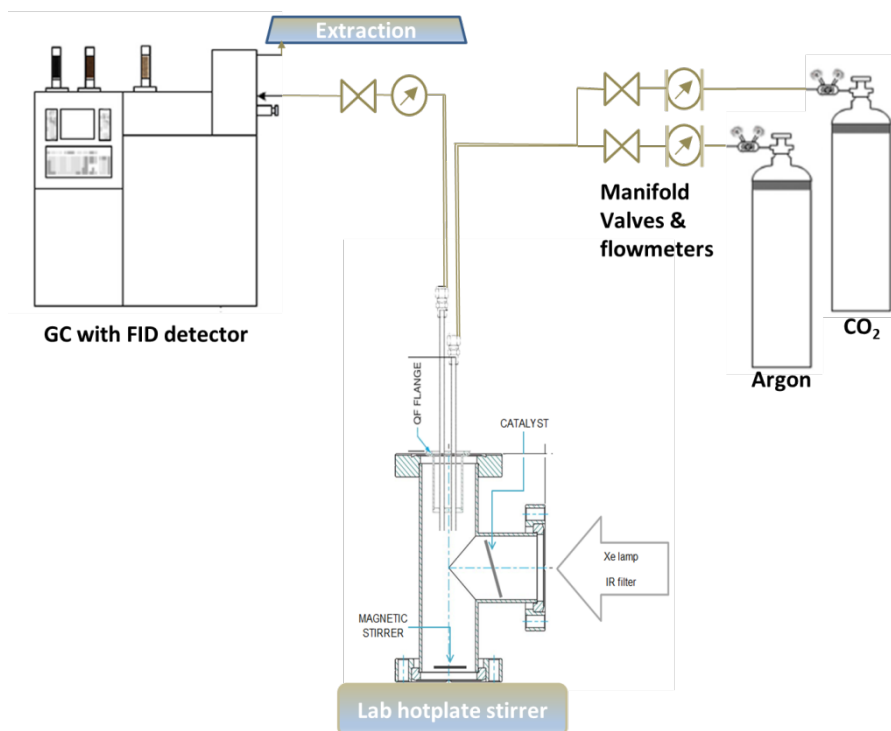 Extraction
Manifold
Valves &
flowmeters
GC with FID detector
CO₂
Argon
QF FLANGE
CATALYST
Xe lamp
IR filter
MAGNETIC
STIRRER
Lab hotplate stirrer